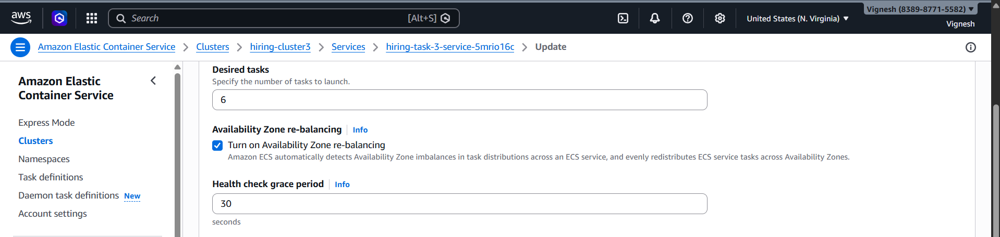 aws
Search
[Alt+S]
United States (N. Virginia)
Vignesh (8389-8771-5582)
Vignesh
Amazon Elastic Container Service
Clusters
hiring-cluster3
Services
hiring-task-3-service-5mrio16c
Update
Amazon Elastic
Container Service
Express Mode
Clusters
Namespaces
Task definitions
Daemon task definitions New
Account settings
Desired tasks
Specify the number of tasks to launch.
6
Availability Zone re-balancing Info
Turn on Availability Zone re-balancing
Amazon ECS automatically detects Availability Zone imbalances in task distributions across an ECS service, and evenly redistributes ECS service tasks across Availability Zones.
Health check grace period Info
30
seconds